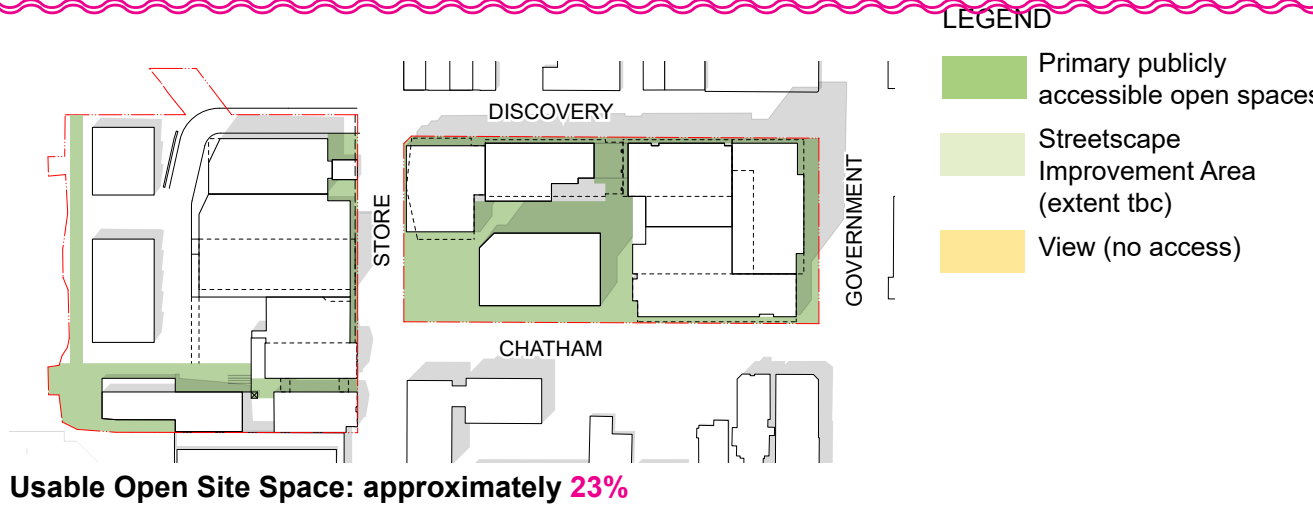 LEGEND
Primary publicly
accessible open spaces
Streetscape
Improvement Area
(extent tbc)
View (no access)
DISCOVERY
STORE
GOVERNMENT
CHATHAM
Usable Open Site Space: approximately 23%